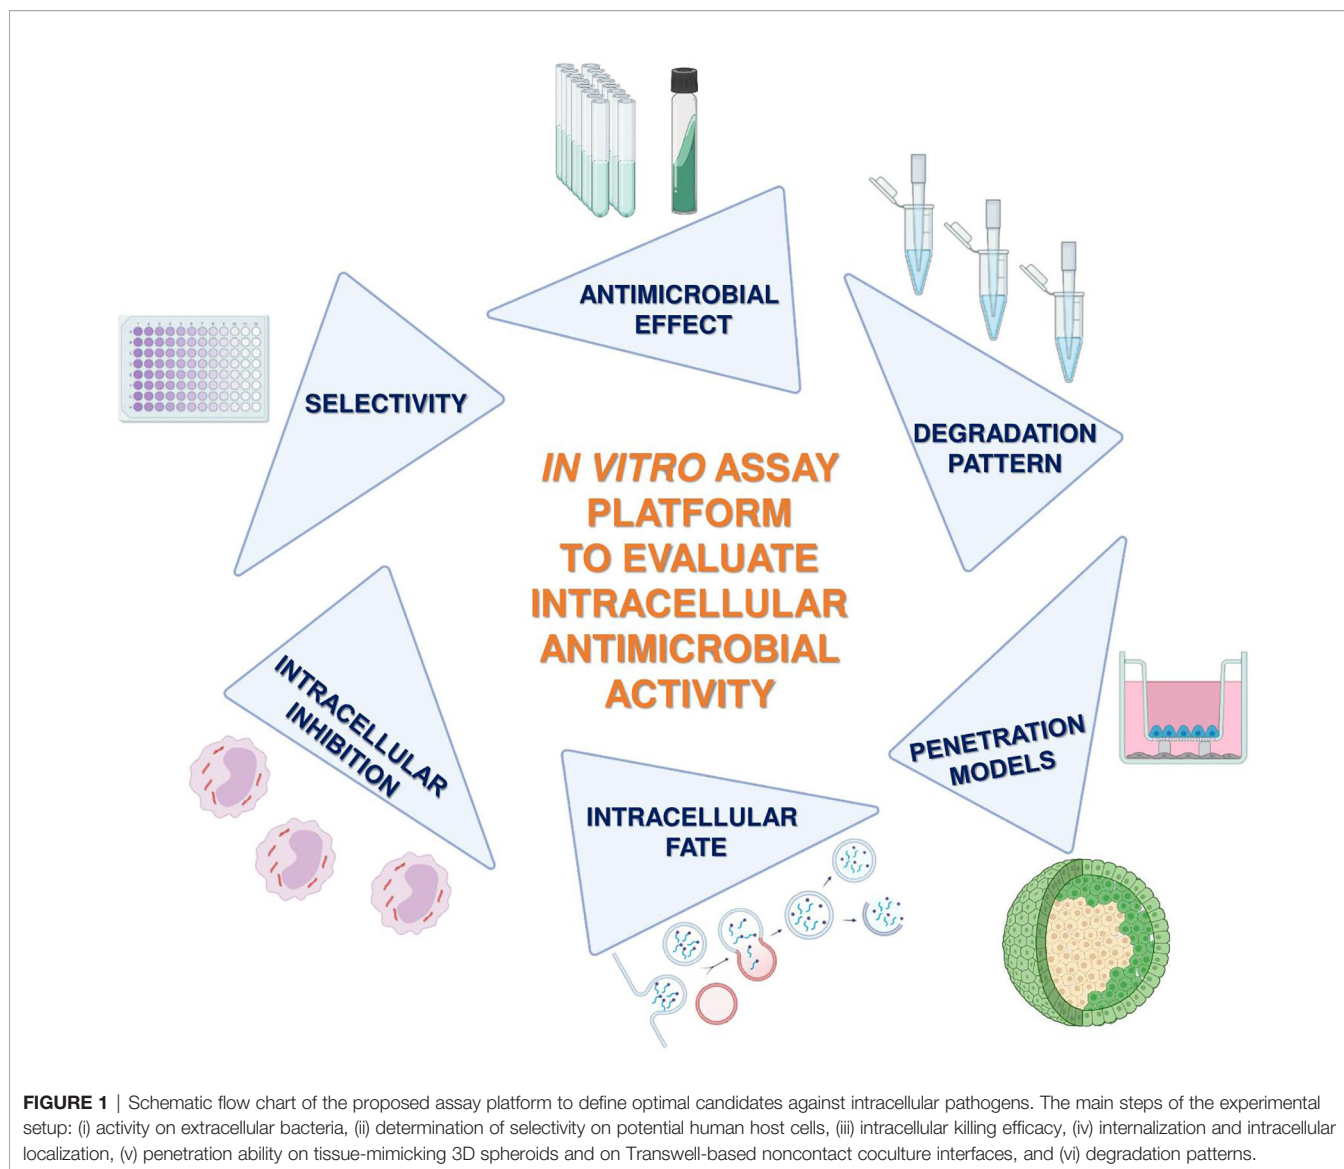 ANTIMICROBIAL
EFFECT
SELECTIVITY
DEGRADATION
PATTERN
IN VITRO ASSAY
PLATFORM
TO EVALUATE
INTRACELLULAR
ANTIMICROBIAL
ACTIVITY
INTRACELLULAR
INHIBITION
PENETRATION
MODELS
INTRACELLULAR
FATE
FIGURE 1 | Schematic flow chart of the proposed assay platform to define optimal candidates against intracellular pathogens. The main steps of the experimental
setup: (i) activity on extracellular bacteria, (ii) determination of selectivity on potential human host cells, (iii) intracellular killing efficacy, (iv) internalization and intracellular
localization, (v) penetration ability on tissue-mimicking 3D spheroids and on Transwell-based noncontact coculture interfaces, and (vi) degradation patterns.